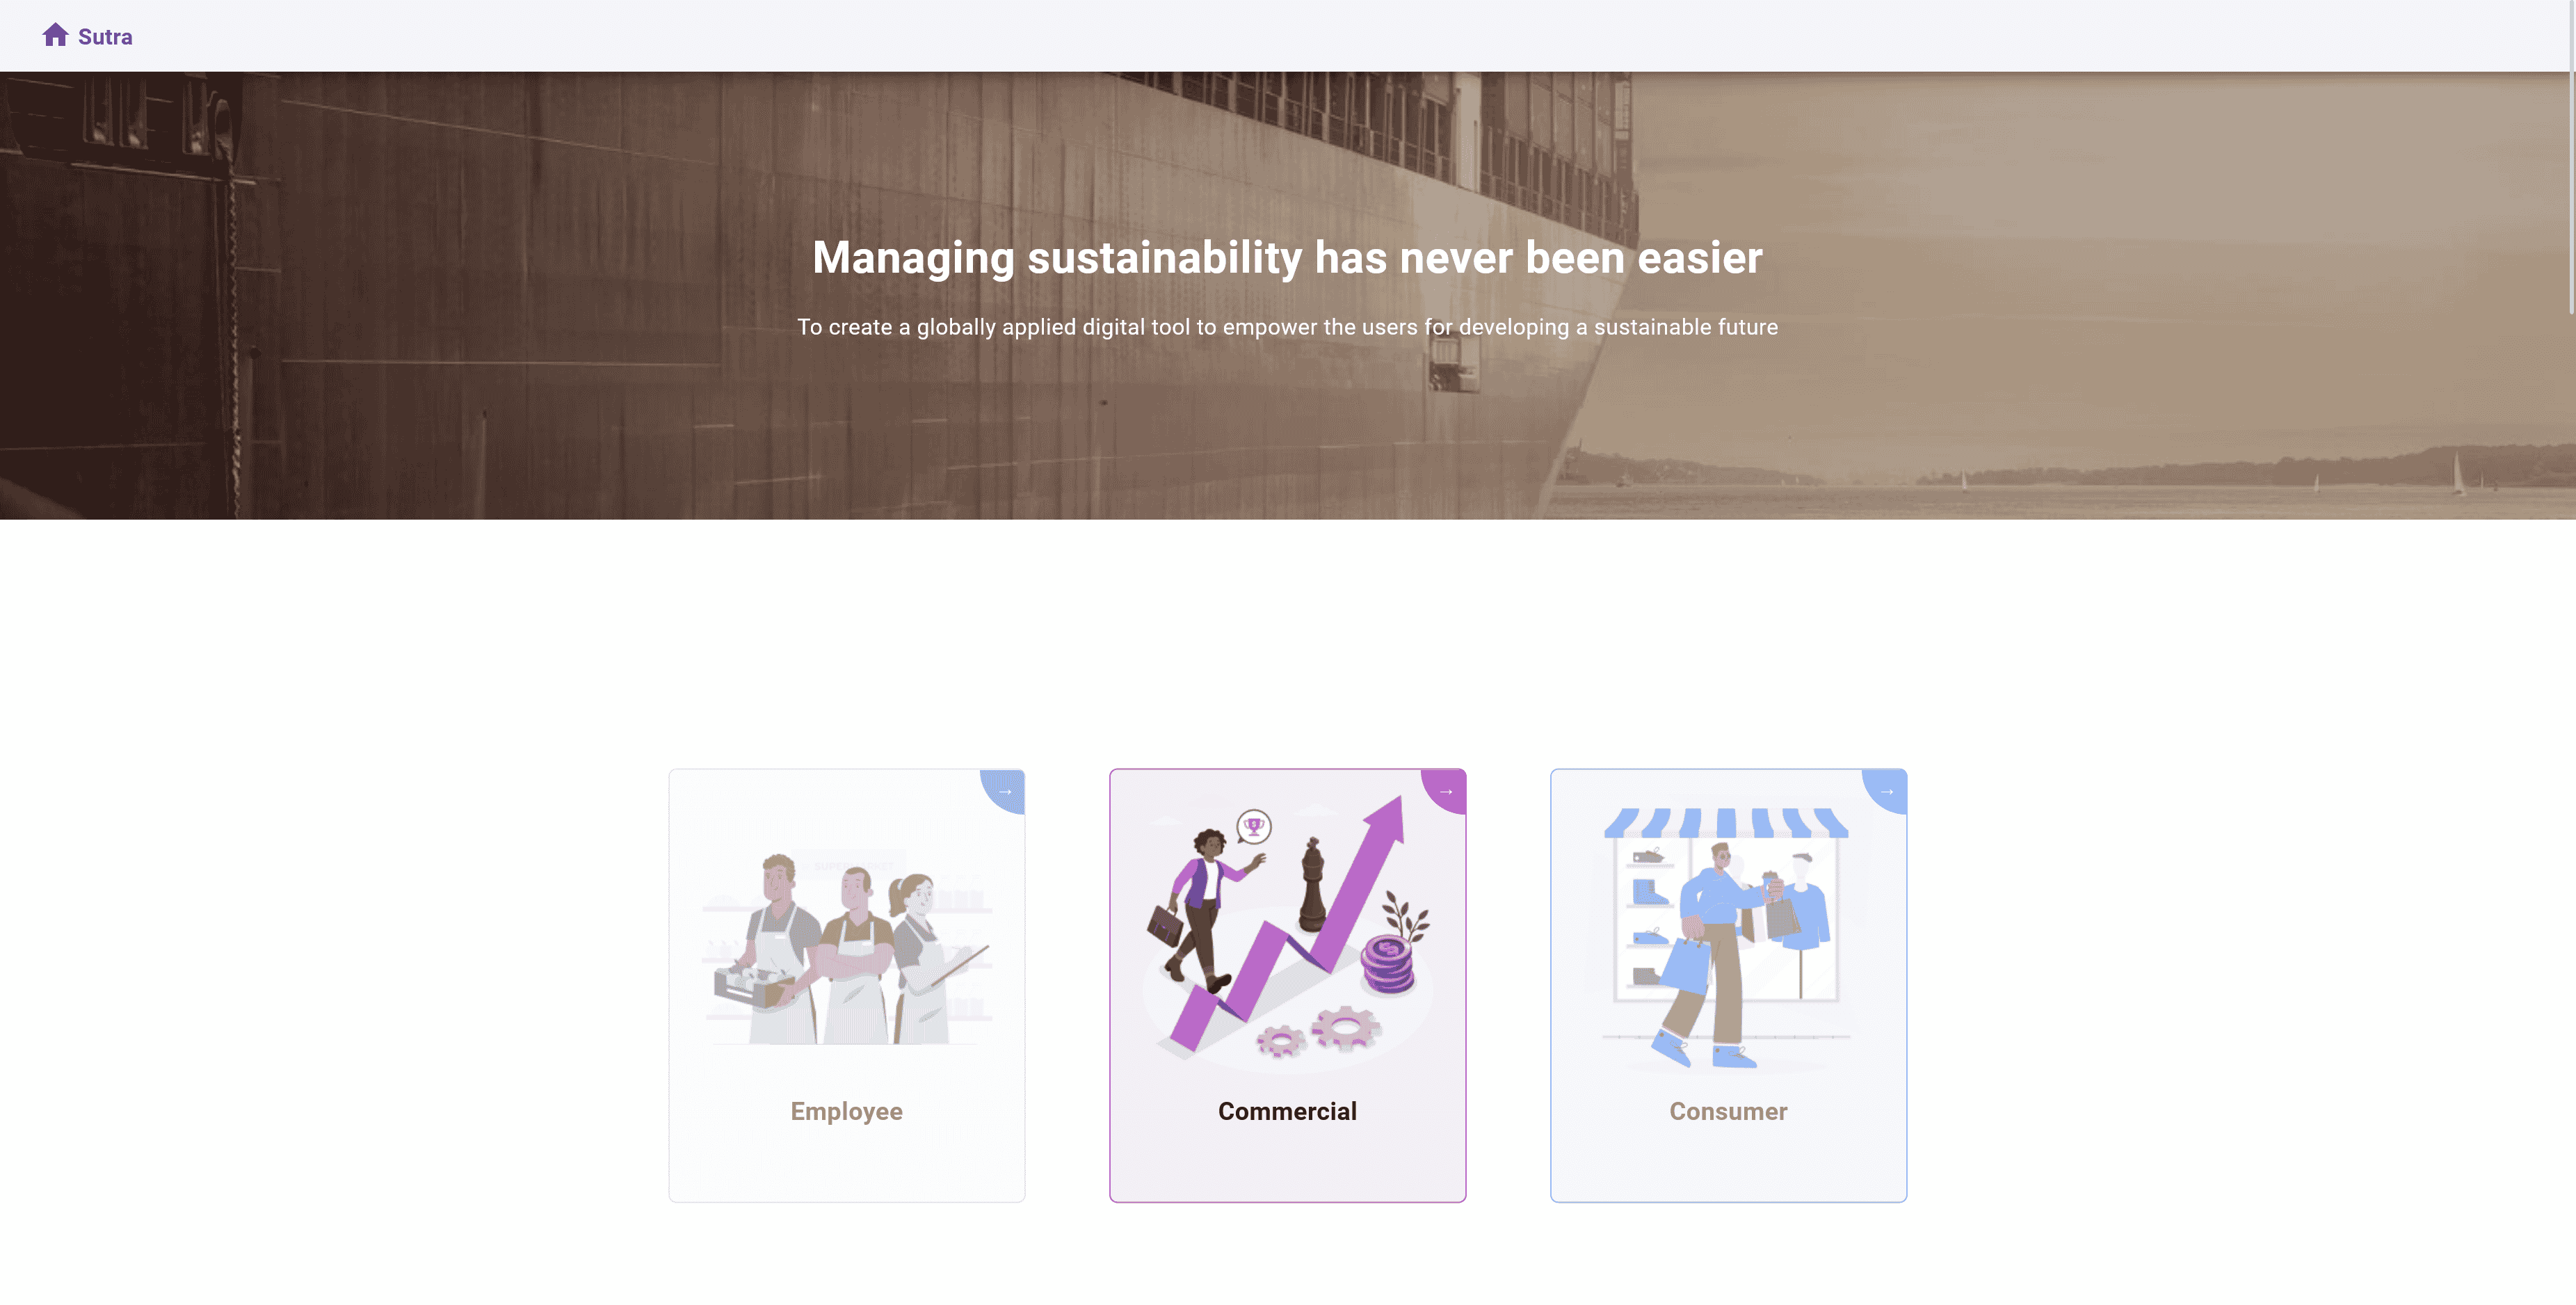 Sutra
Managing sustainability has never been easier
To create a globally applied digital tool to empower the users for developing a sustainable future
→
→
→
Employee
Commercial
Consumer